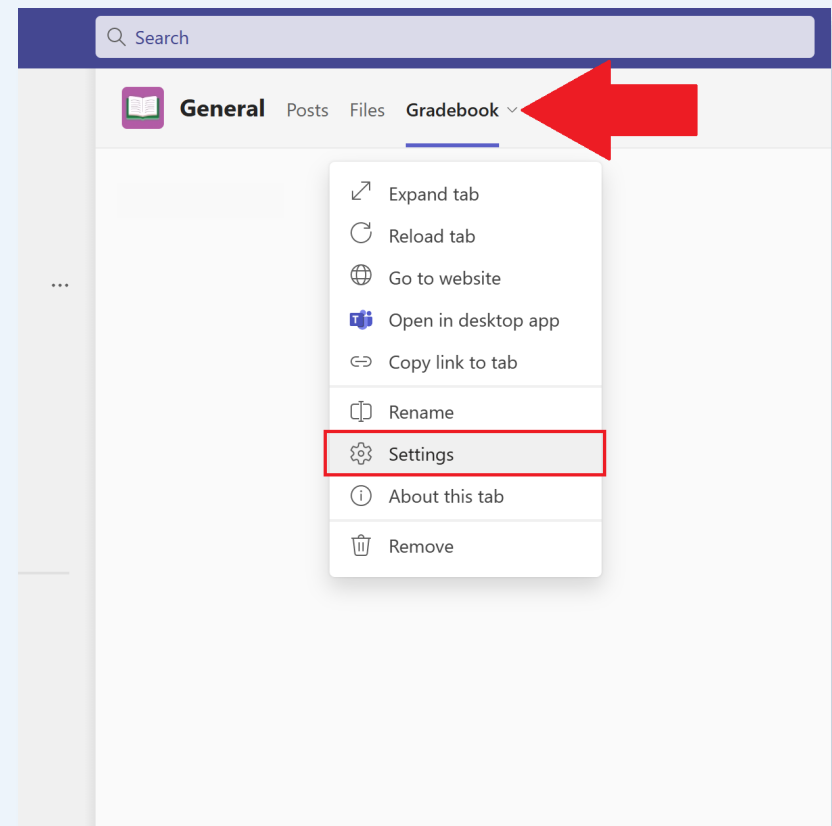 Search
General Posts Files Gradebook
Expand tab
Reload tab
Go to website
Open in desktop app
Copy link to tab
Rename
Settings
About this tab
Remove